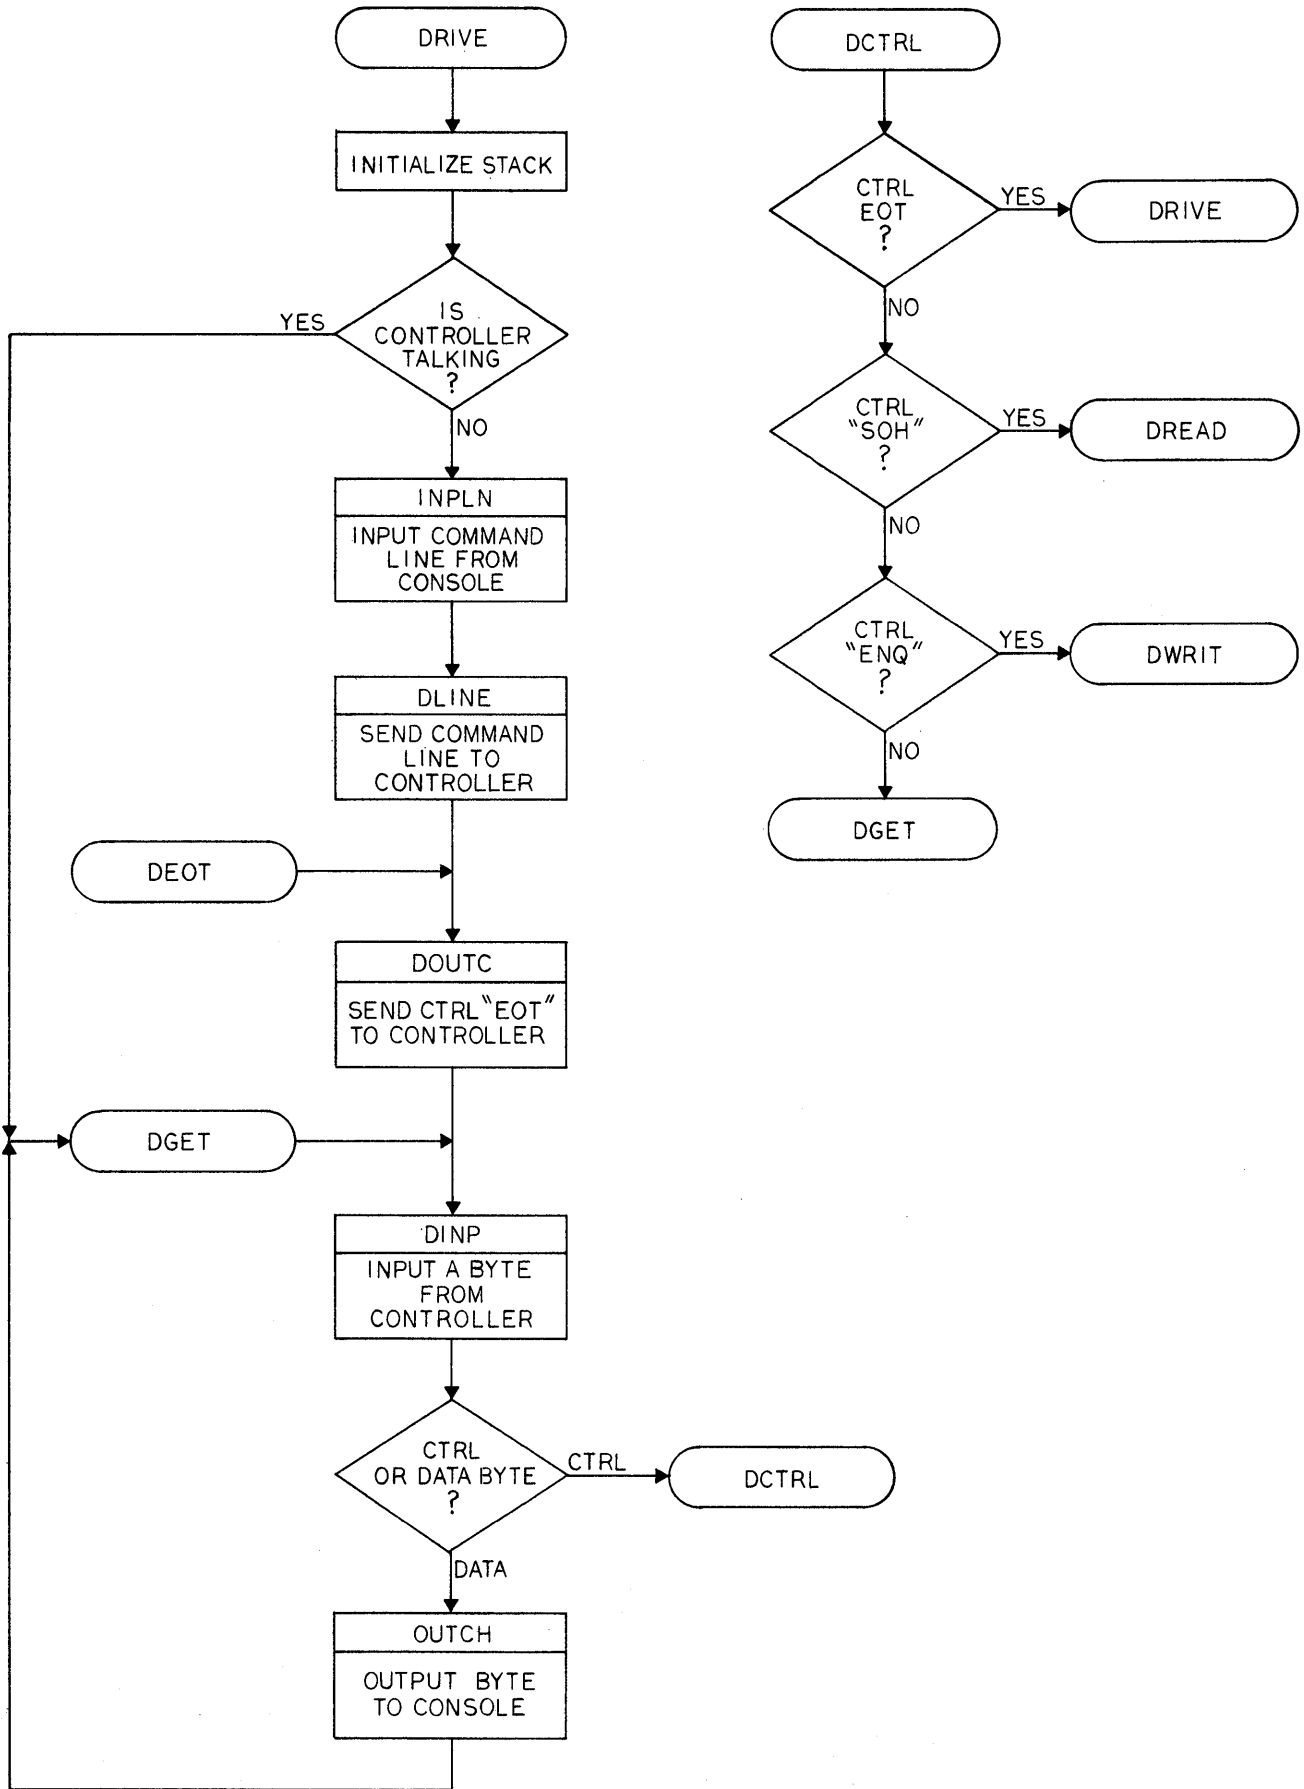 DRIVE
INITIALIZE STACK
IS
CONTROLLER
TALKING
?
YES
NO
INPLN
INPUT COMMAND
LINE FROM
CONSOLE
DLINE
SEND COMMAND
LINE TO
CONTROLLER
DEOT
DOUTC
SEND CTRL "EOT"
TO CONTROLLER
DGET
DINP
INPUT A BYTE
FROM
CONTROLLER
CTRL
OR DATA BYTE
?
CTRL
DCTRL
DATA
OUTCH
OUTPUT BYTE
TO CONSOLE
DCTRL
CTRL
EOT
?
YES
DRIVE
NO
CTRL
"SOH"
?
YES
DREAD
NO
CTRL
"ENQ"
?
YES
DWRIT
NO
DGET